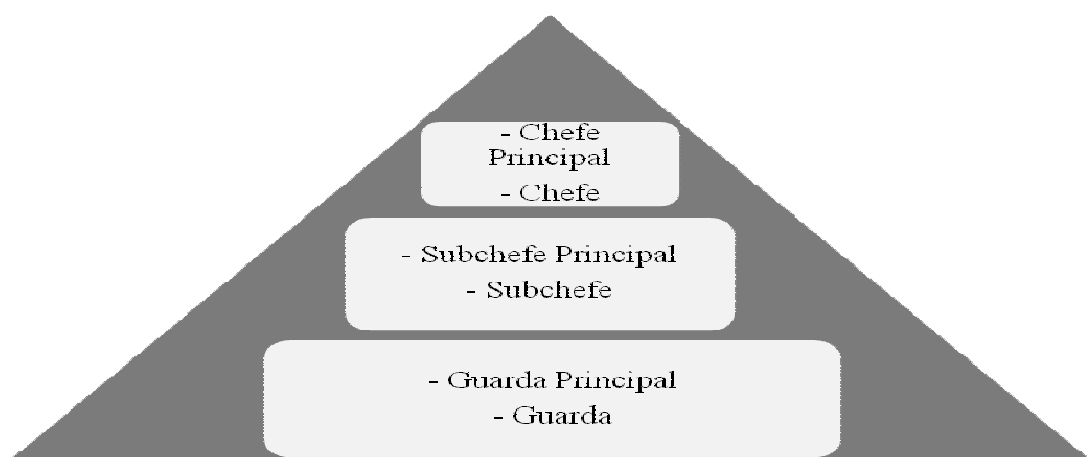 - Chefe
Principal
- Chefe
- Subchefe Principal
- Subchefe
- Guarda Principal
- Guarda